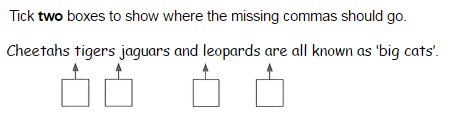 Tick two boxes to show where the missing commas should go.
Cheetahs tigers jaguars and leopards are all known as 'big cats'.